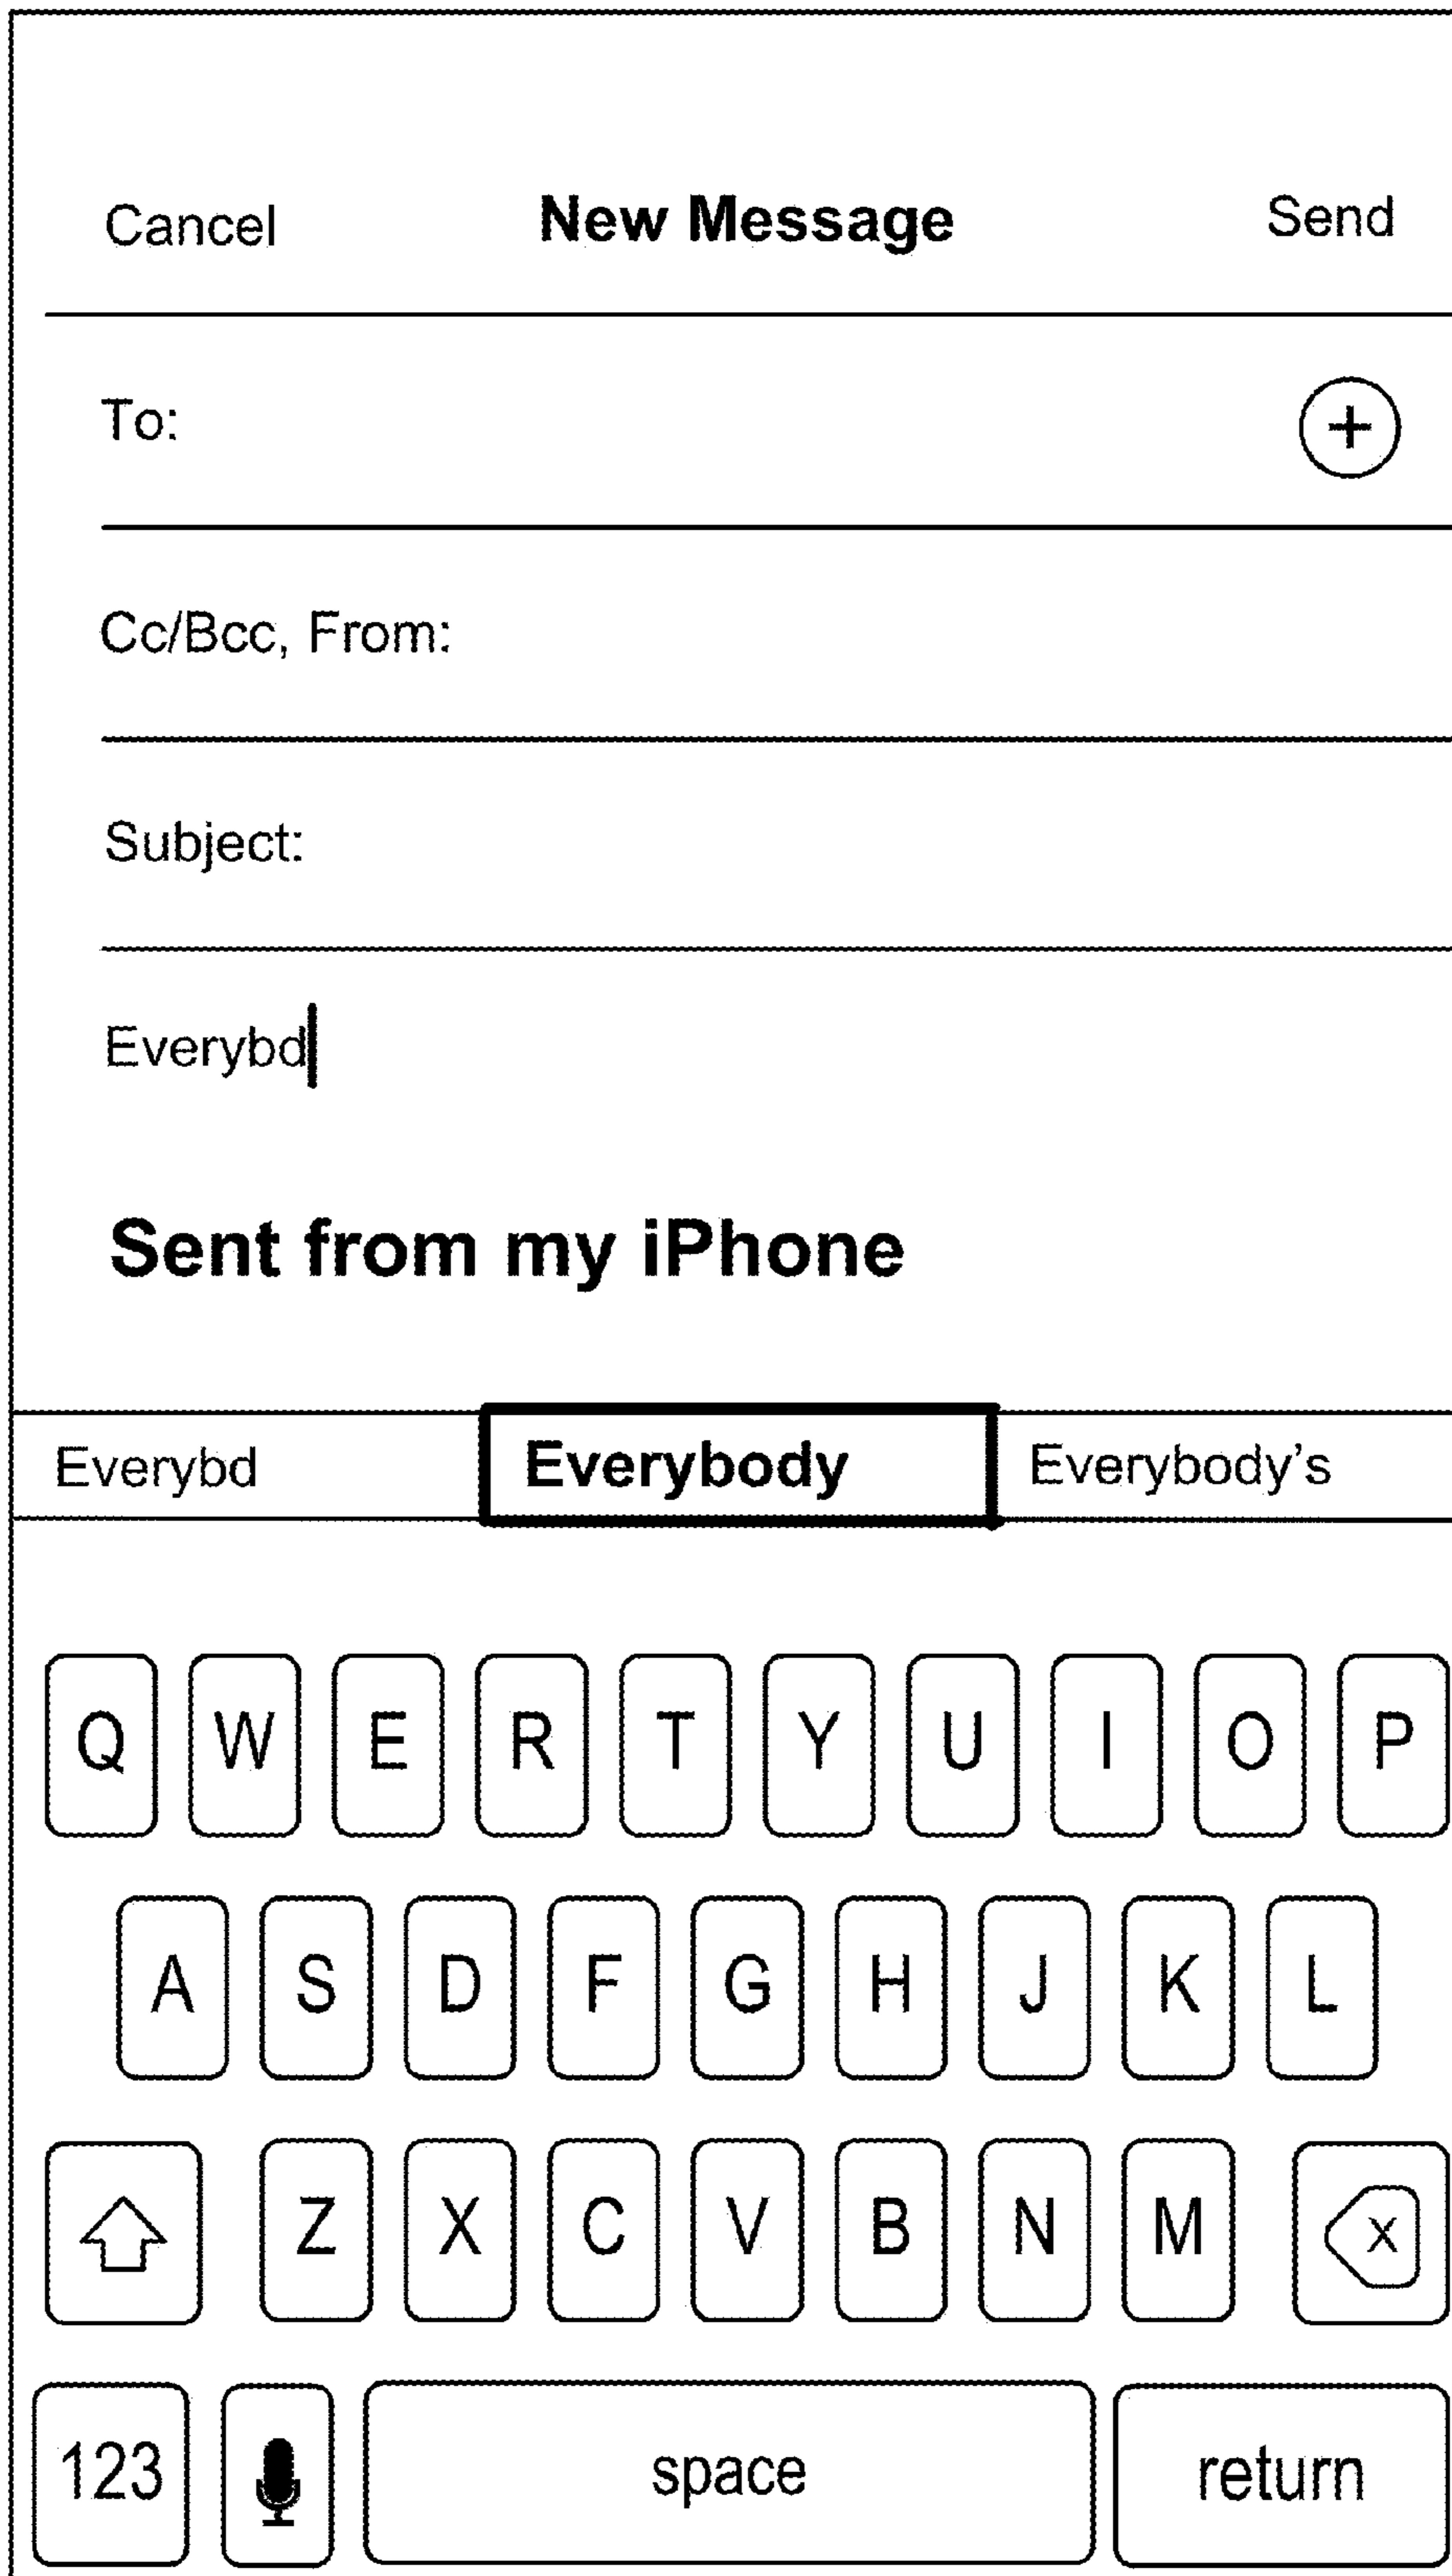 Cancel New Message Send
To: +
Cc/Bcc, From:
Subject:
Everybd
Sent from my iPhone
Everybd Everybody Everybody's
Q W E R T Y U I O P
A S D F G H J K L
Z X C V B N M X
123 space return